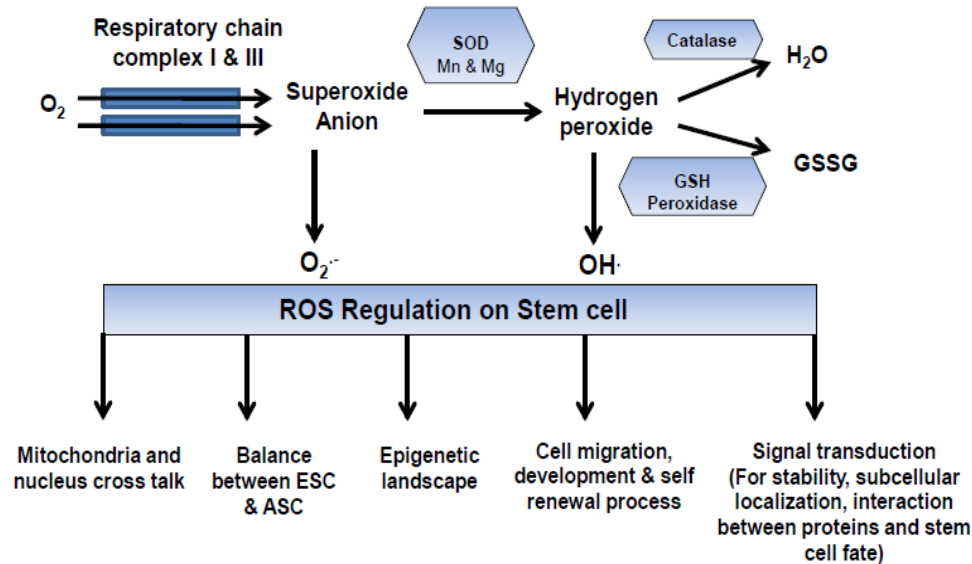 Respiratory chain
complex I & III
O₂
Superoxide
Anion
SOD
Mn & Mg
Hydrogen
peroxide
Catalase
H₂O
GSH
Peroxidase
GSSG
O₂·-
OH·
ROS Regulation on Stem cell
Mitochondria and
nucleus cross talk
Balance
between ESC
& ASC
Epigenetic
landscape
Cell migration,
development & self
renewal process
Signal transduction
(For stability, subcellular
localization, interaction
between proteins and stem
cell fate)